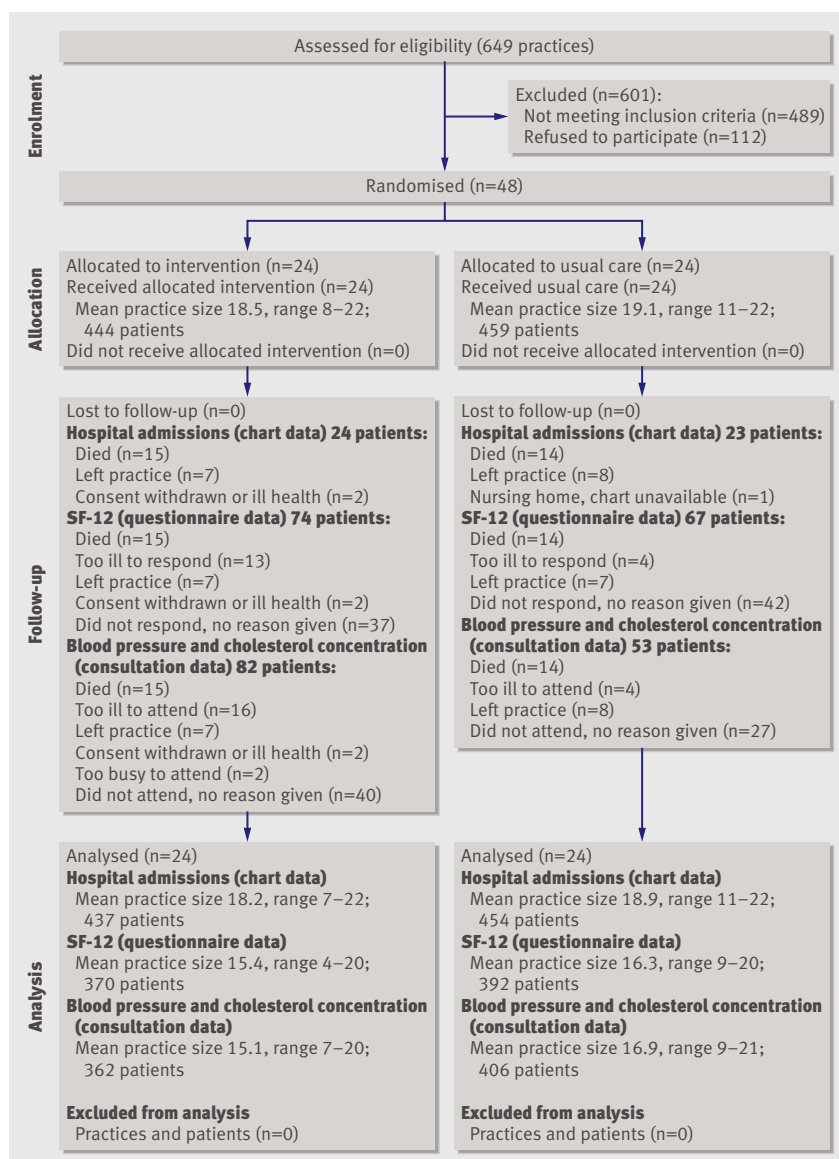 Enrolment
Assessed for eligibility (649 practices)
Excluded (n=601):
Not meeting inclusion criteria (n=489)
Refused to participate (n=112)
Randomised (n=48)
Allocation
Allocated to intervention (n=24)
Received allocated intervention (n=24)
Mean practice size 18.5, range 8–22;
444 patients
Did not receive allocated intervention (n=0)
Allocated to usual care (n=24)
Received usual care (n=24)
Mean practice size 19.1, range 11–22;
459 patients
Did not receive allocated intervention (n=0)
Follow-up
Lost to follow-up (n=0)
Hospital admissions (chart data) 24 patients:
Died (n=15)
Left practice (n=7)
Consent withdrawn or ill health (n=2)
SF-12 (questionnaire data) 74 patients:
Died (n=15)
Too ill to respond (n=13)
Left practice (n=7)
Consent withdrawn or ill health (n=2)
Did not respond, no reason given (n=37)
Blood pressure and cholesterol concentration
(consultation data) 82 patients:
Died (n=15)
Too ill to attend (n=16)
Left practice (n=7)
Consent withdrawn or ill health (n=2)
Too busy to attend (n=2)
Did not attend, no reason given (n=40)
Lost to follow-up (n=0)
Hospital admissions (chart data) 23 patients:
Died (n=14)
Left practice (n=8)
Nursing home, chart unavailable (n=1)
SF-12 (questionnaire data) 67 patients:
Died (n=14)
Too ill to respond (n=4)
Left practice (n=7)
Did not respond, no reason given (n=42)
Blood pressure and cholesterol concentration
(consultation data) 53 patients:
Died (n=14)
Too ill to attend (n=4)
Left practice (n=8)
Did not attend, no reason given (n=27)
Analysis
Analysed (n=24)
Hospital admissions (chart data)
Mean practice size 18.2, range 7–22;
437 patients
SF-12 (questionnaire data)
Mean practice size 15.4, range 4–20;
370 patients
Blood pressure and cholesterol concentration
(consultation data)
Mean practice size 15.1, range 7–20;
362 patients
Excluded from analysis
Practices and patients (n=0)
Analysed (n=24)
Hospital admissions (chart data)
Mean practice size 18.9, range 11–22;
454 patients
SF-12 (questionnaire data)
Mean practice size 16.3, range 9–20;
392 patients
Blood pressure and cholesterol concentration
(consultation data)
Mean practice size 16.9, range 9–21;
406 patients
Excluded from analysis
Practices and patients (n=0)